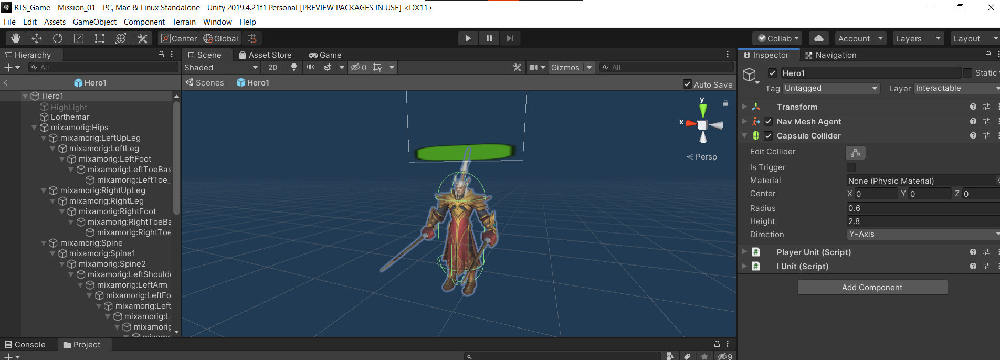 RTS_Game - Mission_01 - PC, Mac & Linux Standalone - Unity 2019.4.21f1 Personal [PREVIEW PACKAGES IN USE] <DX11>
File Edit Assets GameObject Component Terrain Window Help
Center Global Collab Account Layers Layout
Hierarchy
All
Hero1
Hero1
HighLight
Lorthemar
mixamorig:Hips
mixamorig:LeftUpLeg
mixamorig:LeftLeg
mixamorig:LeftFoot
mixamorig:LeftToeBas
mixamorig:LeftToe_
mixamorig:RightUpLeg
mixamorig:RightLeg
mixamorig:RightFoot
mixamorig:RightToeBa
mixamorig:RightToe
mixamorig:Spine
mixamorig:Spine1
mixamorig:Spine2
mixamorig:LeftShoulde
mixamorig:LeftArm
mixamorig:LeftFo
mixamorig:Left
mixamorig:L
mixamorig
Scene Asset Store Game
Shaded 2D 0 Gizmos All
Scenes Hero1 Auto Save
y
x
Persp
Inspector Navigation
Hero1 Static
Tag Untagged Layer Interactable
Transform
Nav Mesh Agent
Capsule Collider
Edit Collider
Is Trigger
Material None (Physic Material)
Center X 0 Y 0 Z 0
Radius 0.6
Height 2.8
Direction Y-Axis
Player Unit (Script)
I Unit (Script)
Add Component
Console Project
9